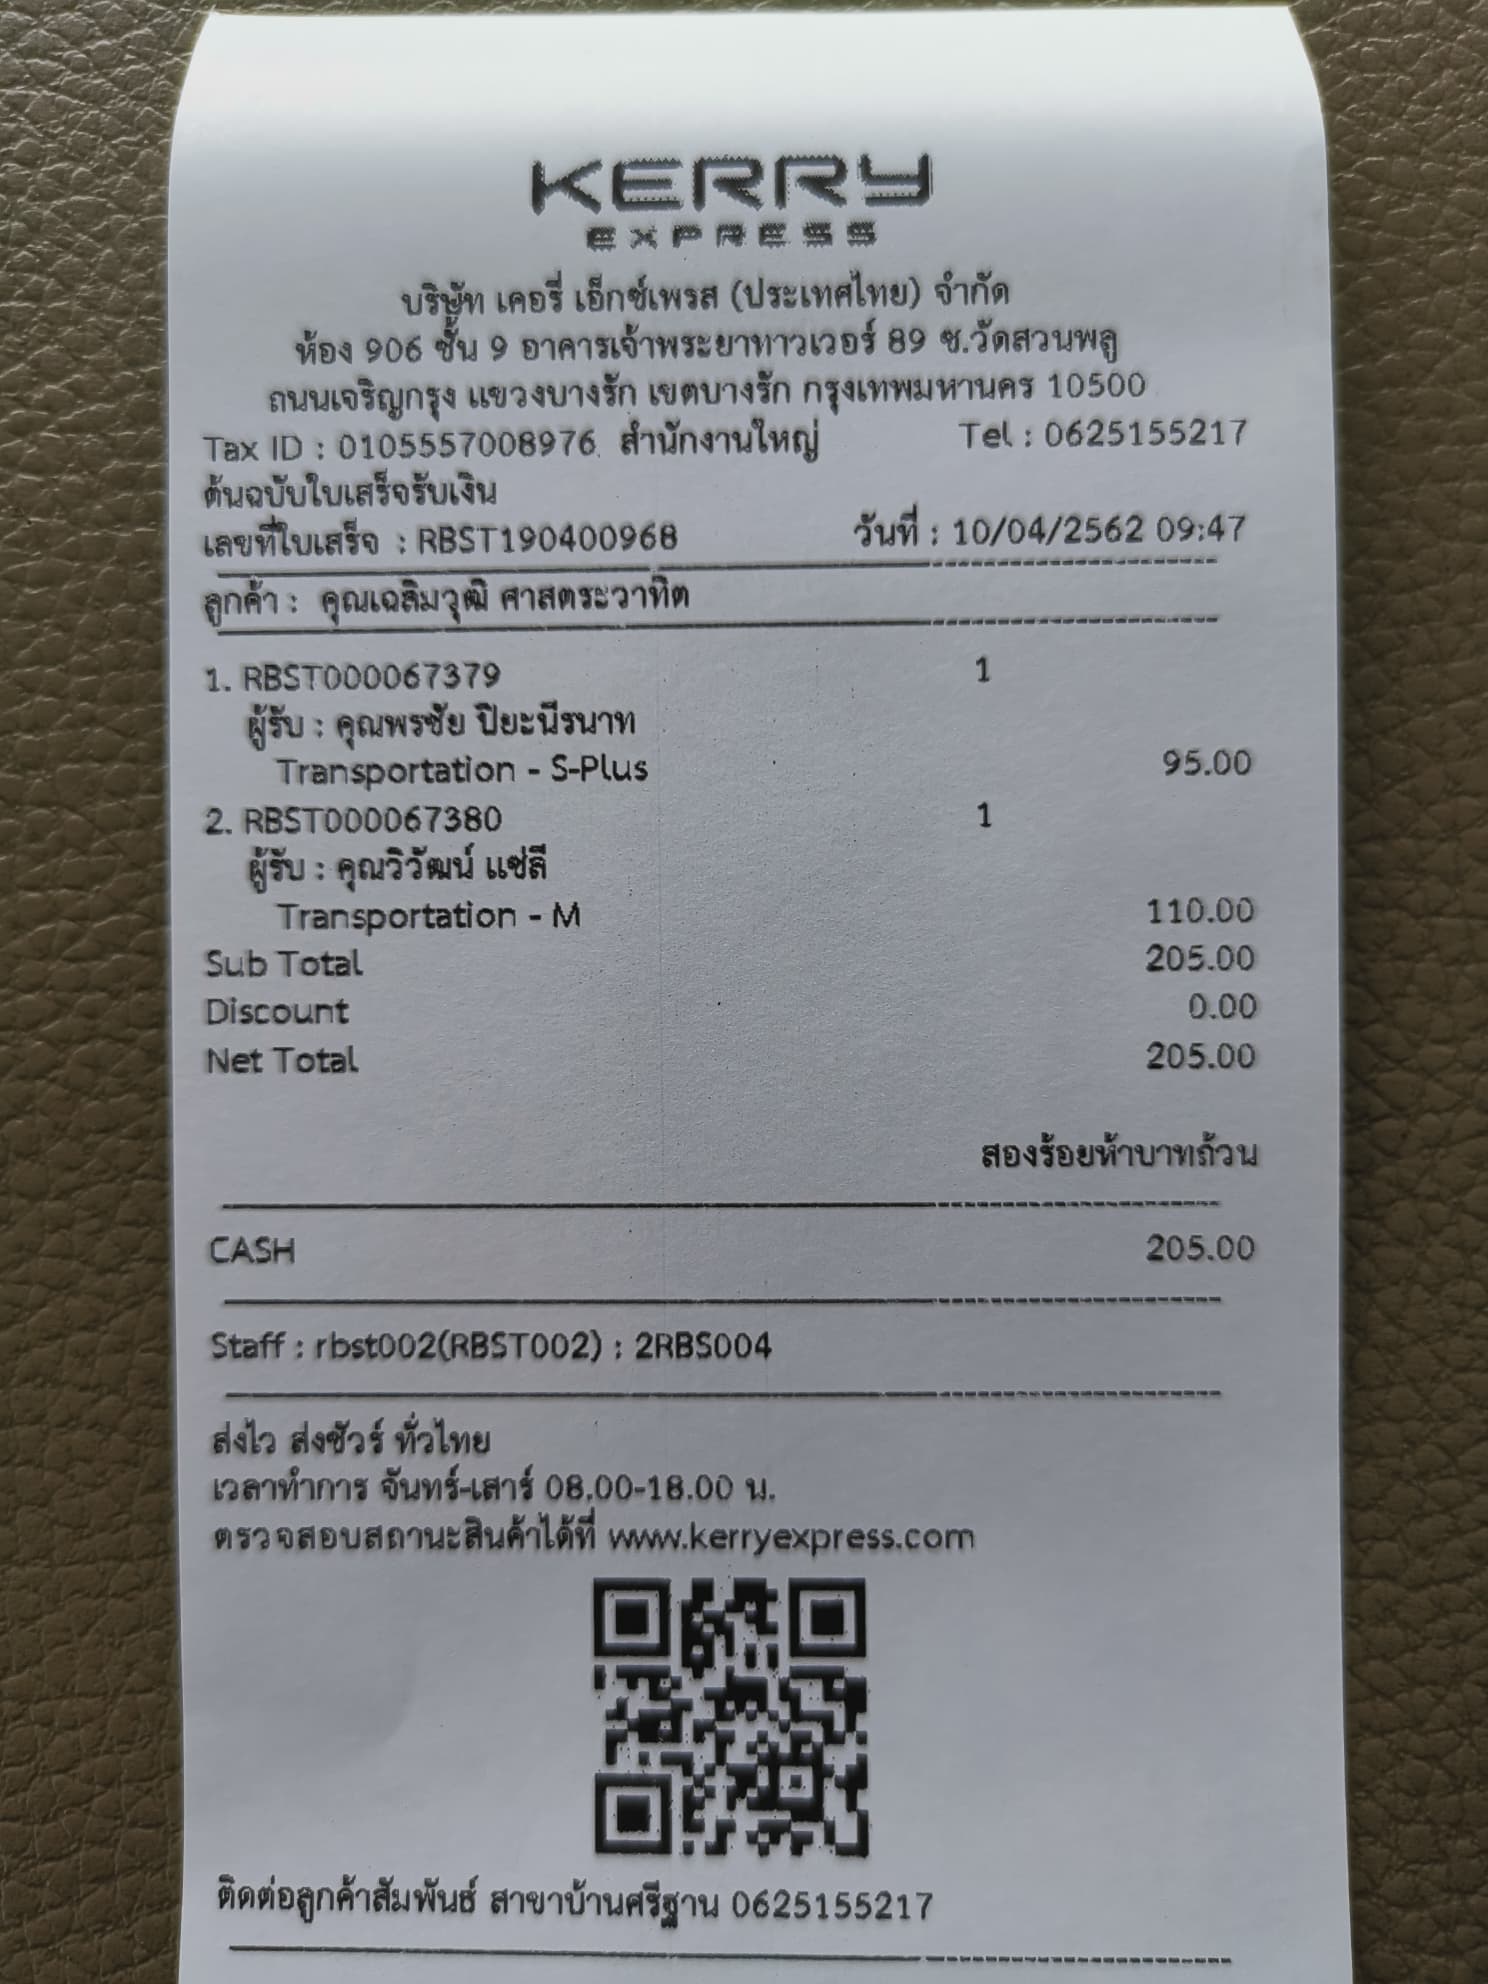 KERRY
EXPRESS
บริษัท เคอรี่ เอ็กซ์เพรส (ประเทศไทย) จำกัด
ห้อง 906 ชั้น 9 อาคารเจ้าพระยาทาวเวอร์ 89 ซ.วัดสวนพลู
ถนนเจริญกรุง แขวงบางรัก เขตบางรัก กรุงเทพมหานคร 10500
Tax ID : 0105557008976 สำนักงานใหญ่ Tel : 0625155217
ต้นฉบับใบเสร็จรับเงิน
เลขที่ใบเสร็จ : RBST190400968 วันที่ : 10/04/2562 09:47
ลูกค้า : คุณเฉลิมวุฒิ ศาสตระวาทิต
1. RBST000067379 1
ผู้รับ : คุณพรชัย ปิยะนีรนาท
Transportation - S-Plus 95.00
2. RBST000067380 1
ผู้รับ : คุณวิวัฒน์ แซ่ลี
Transportation - M 110.00
Sub Total 205.00
Discount 0.00
Net Total 205.00
สองร้อยห้าบาทถ้วน
CASH 205.00
Staff : rbst002(RBST002) : 2RBS004
ส่งไว ส่งชัวร์ ทั่วไทย
เวลาทำการ จันทร์-เสาร์ 08.00-18.00 น.
ตรวจสอบสถานะสินค้าได้ที่ www.kerryexpress.com
ติดต่อลูกค้าสัมพันธ์ สาขาบ้านศรีฐาน 0625155217